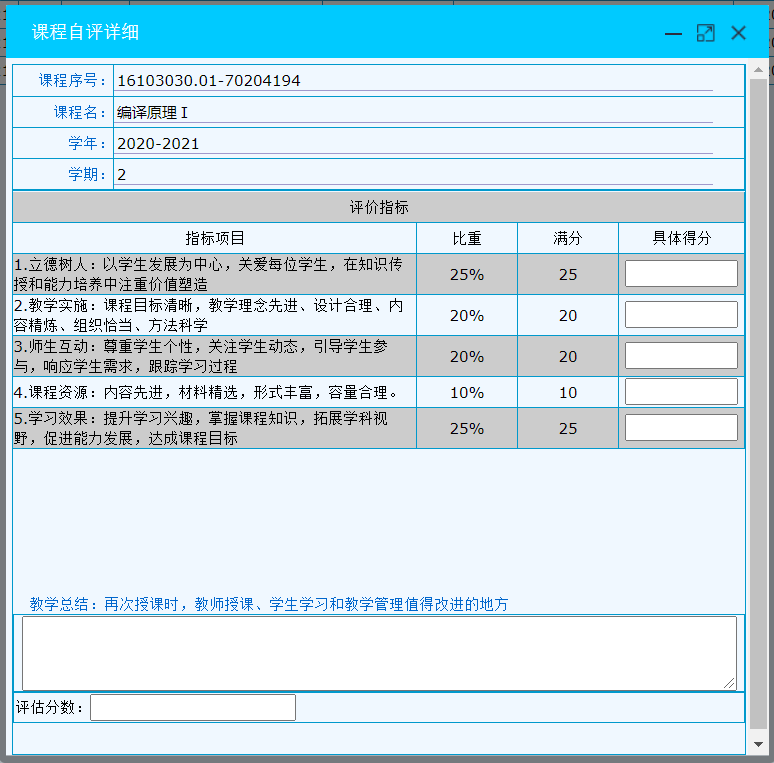 课程自评详细
课程序号：16103030.01-70204194
课程名：编译原理Ⅰ
学年：2020-2021
学期：2
评价指标
指标项目 比重 满分 具体得分
1.立德树人：以学生发展为中心，关爱每位学生，在知识传
授和能力培养中注重价值塑造 25% 25
2.教学实施：课程目标清晰，教学理念先进、设计合理、内
容精炼、组织恰当、方法科学 20% 20
3.师生互动：尊重学生个性，关注学生动态，引导学生参
与，响应学生需求，跟踪学习过程 20% 20
4.课程资源：内容先进，材料精选，形式丰富，容量合理。 10% 10
5.学习效果：提升学习兴趣，掌握课程知识，拓展学科视
野，促进能力发展，达成课程目标 25% 25
教学总结：再次授课时，教师授课、学生学习和教学管理值得改进的地方
评估分数：